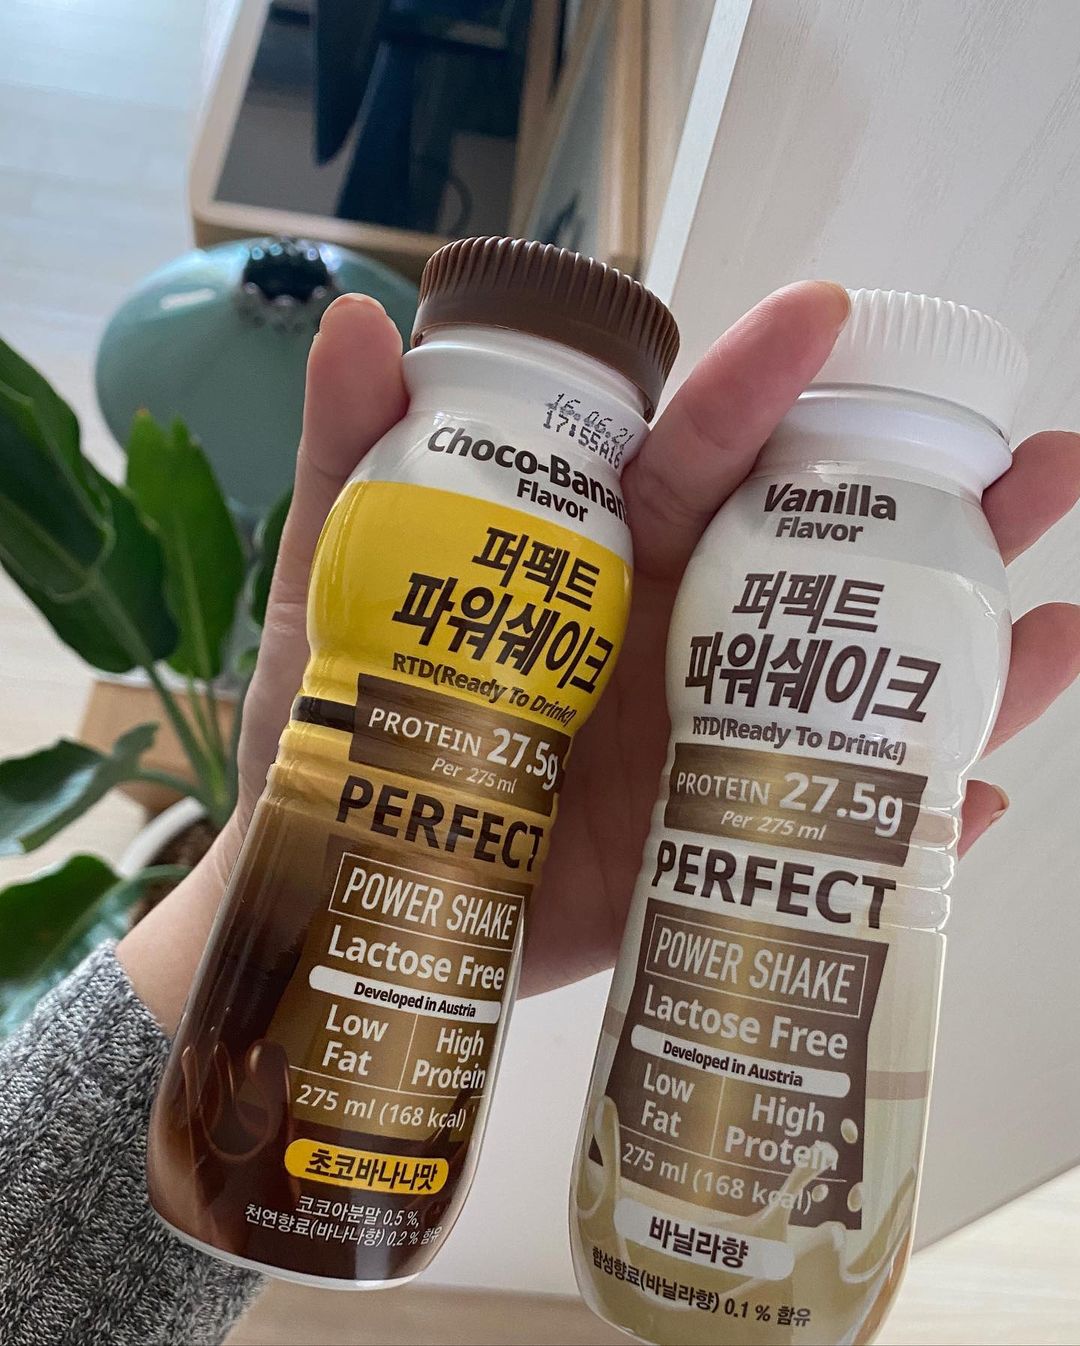 16.06.21
17:55A16
Choco-Banana
Flavor
퍼펙트
파워쉐이크
RTD(Ready To Drink!)
PROTEIN 27.5g
Per 275 ml
PERFECT
POWER SHAKE
Lactose Free
Developed in Austria
Low Fat
High Protein
275 ml (168 kcal)
초코바나나맛
코코아분말 0.5 %,
천연향료(바나나향) 0.2 % 함유
Vanilla
Flavor
퍼펙트
파워쉐이크
RTD(Ready To Drink!)
PROTEIN 27.5g
Per 275 ml
PERFECT
POWER SHAKE
Lactose Free
Developed in Austria
Low Fat
High Protein
275 ml (168 kcal)
바닐라향
합성향료(바닐라향) 0.1 % 함유